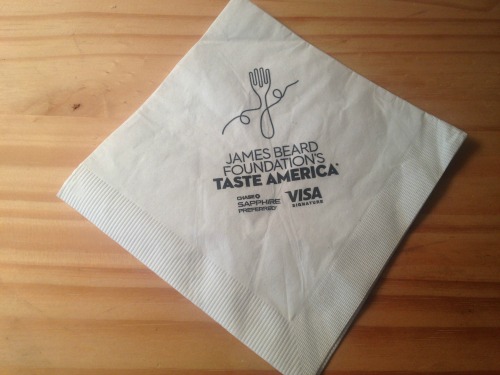 JAMES BEARD
FOUNDATION'S
TASTE AMERICA®
CHASE
SAPPHIRE
PREFERRED
VISA
SIGNATURE